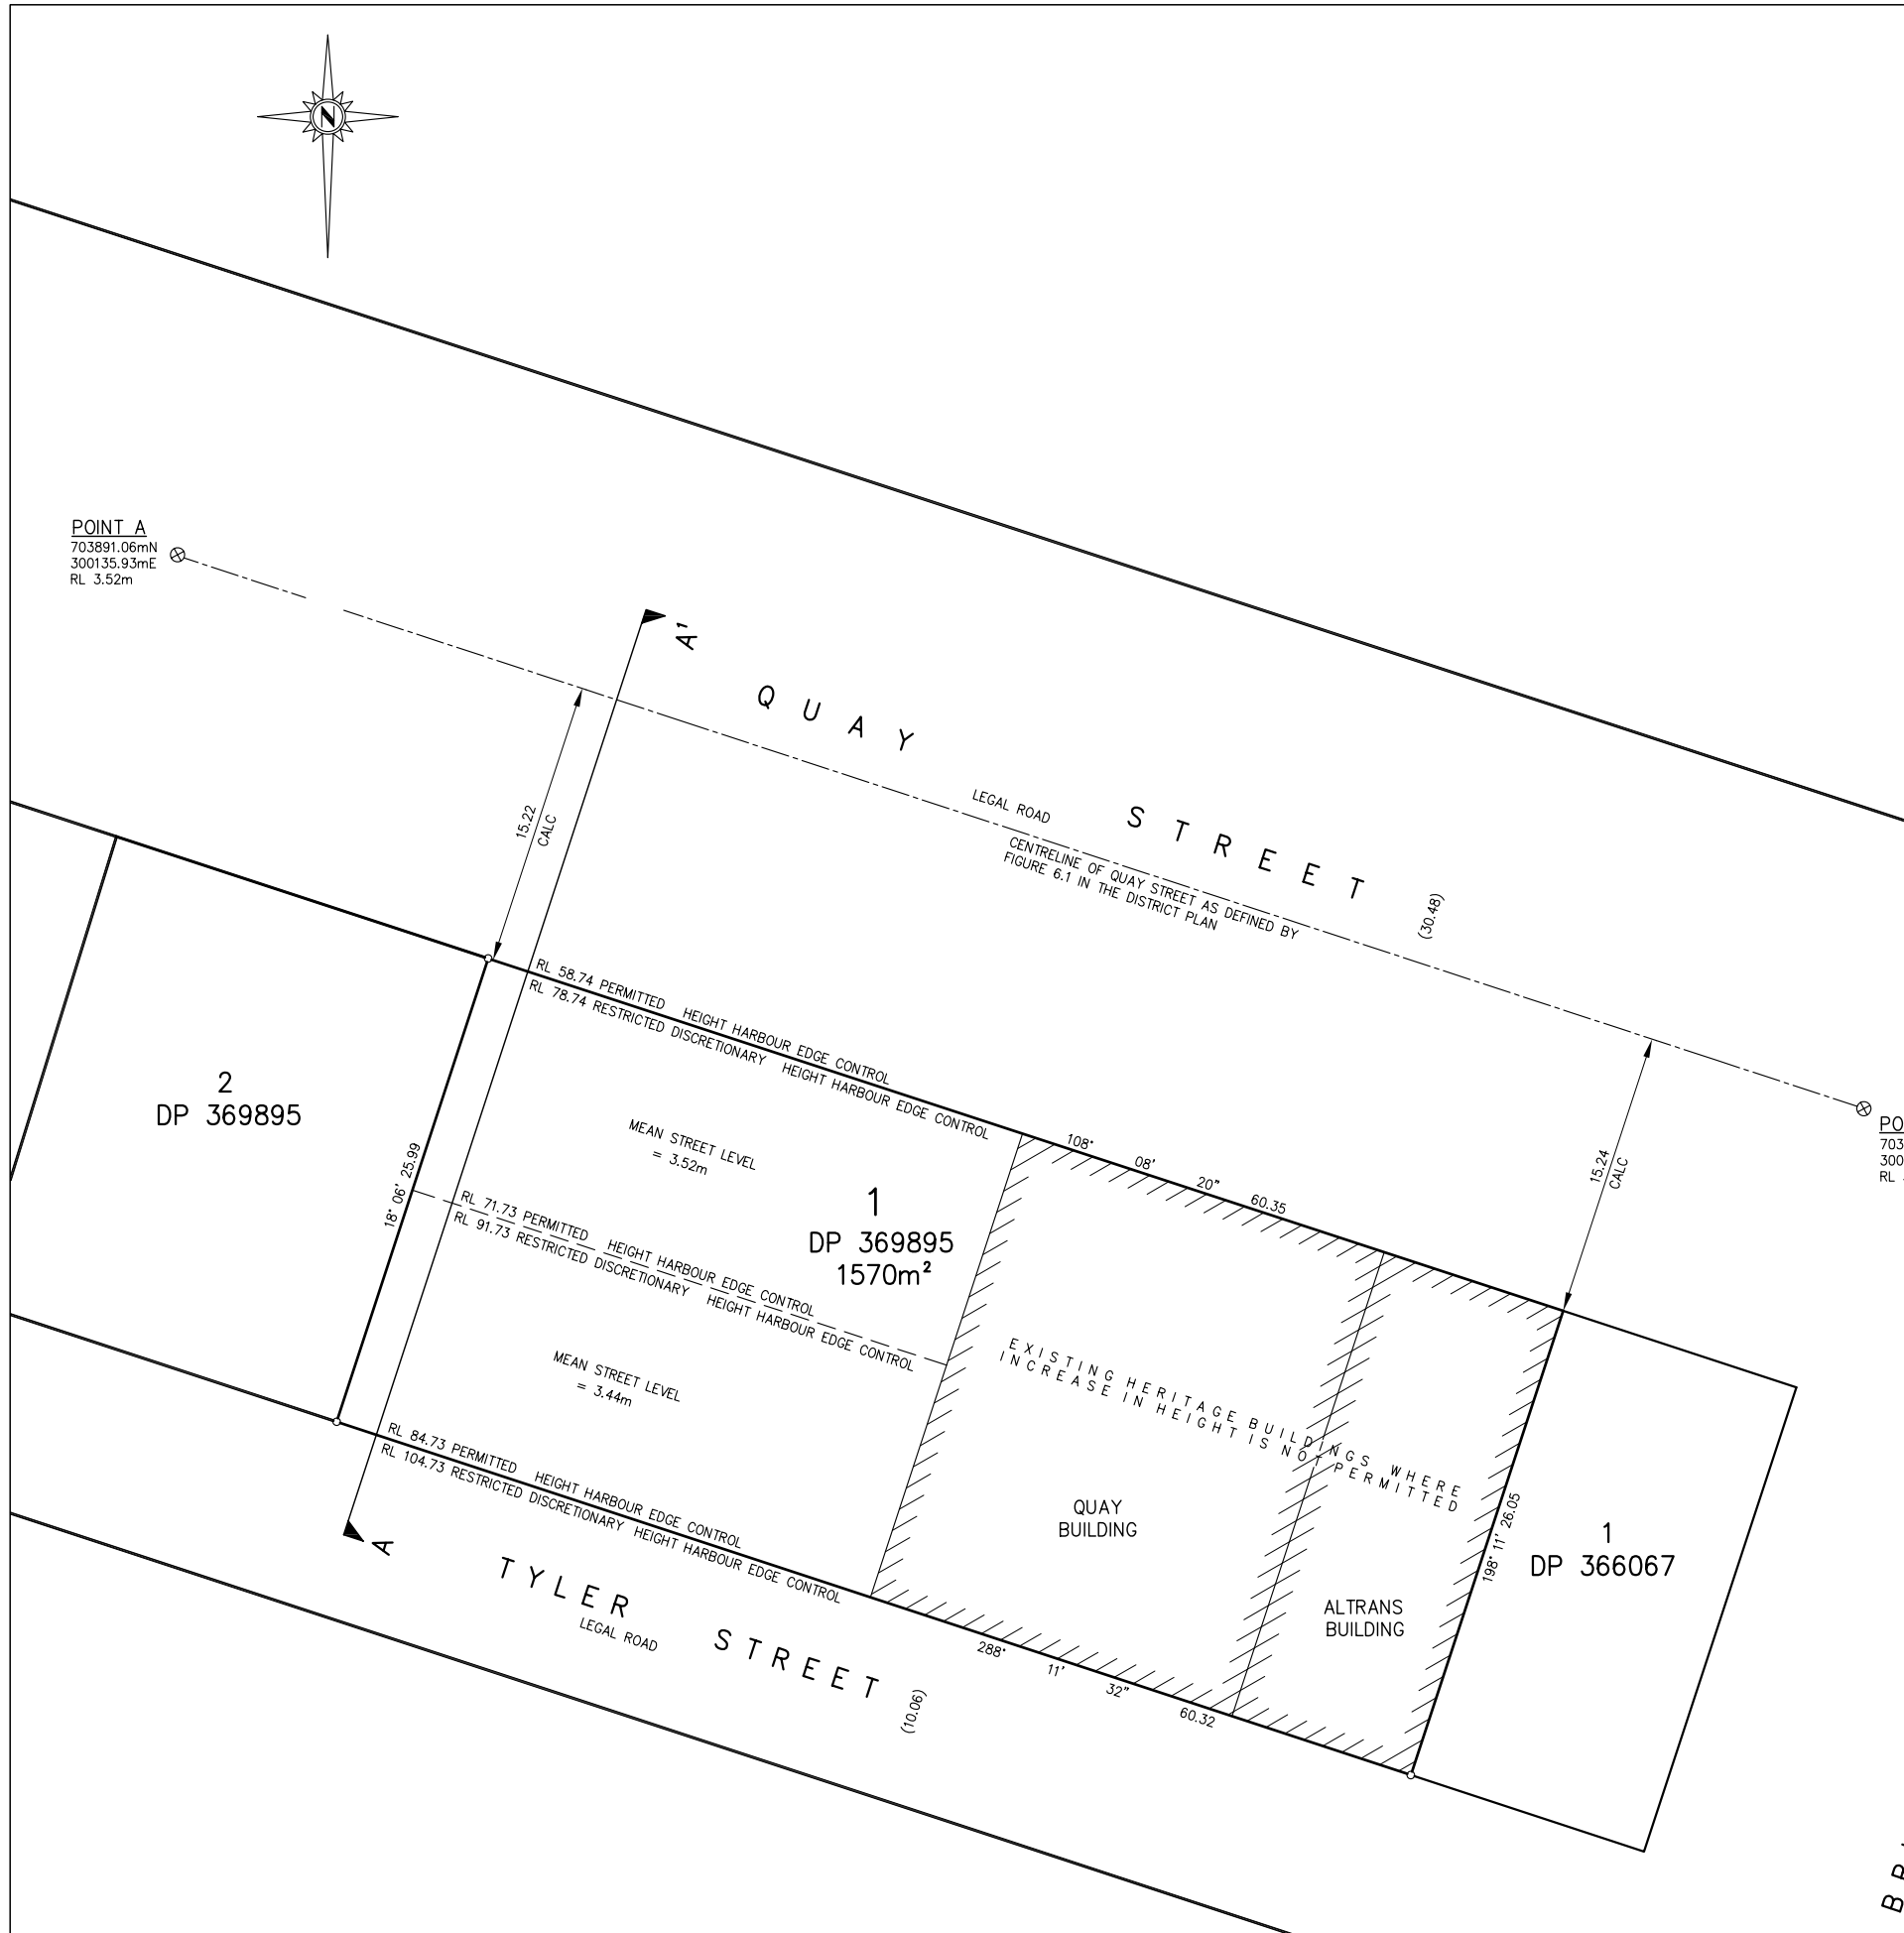 N
POINT A
703891.06mN
300135.93mE
RL 3.52m
A'
QUAY STREET
LEGAL ROAD
(30.48)
CENTRELINE OF QUAY STREET AS DEFINED BY
FIGURE 6.1 IN THE DISTRICT PLAN
15.22
CALC
15.24
CALC
PO
703
300
RL
RL 58.74 PERMITTED HEIGHT HARBOUR EDGE CONTROL
RL 78.74 RESTRICTED DISCRETIONARY HEIGHT HARBOUR EDGE CONTROL
108° 08' 20" 60.35
2
DP 369895
18° 06' 25.99
MEAN STREET LEVEL
= 3.52m
1
DP 369895
1570m²
RL 71.73 PERMITTED HEIGHT HARBOUR EDGE CONTROL
RL 91.73 RESTRICTED DISCRETIONARY HEIGHT HARBOUR EDGE CONTROL
MEAN STREET LEVEL
= 3.44m
EXISTING HERITAGE BUILDINGS WHERE
INCREASE IN HEIGHT IS NOT PERMITTED
QUAY
BUILDING
ALTRANS
BUILDING
198° 11' 26.05
1
DP 366067
RL 84.73 PERMITTED HEIGHT HARBOUR EDGE CONTROL
RL 104.73 RESTRICTED DISCRETIONARY HEIGHT HARBOUR EDGE CONTROL
288° 11' 32" 60.32
A
TYLER STREET
LEGAL ROAD
(10.06)